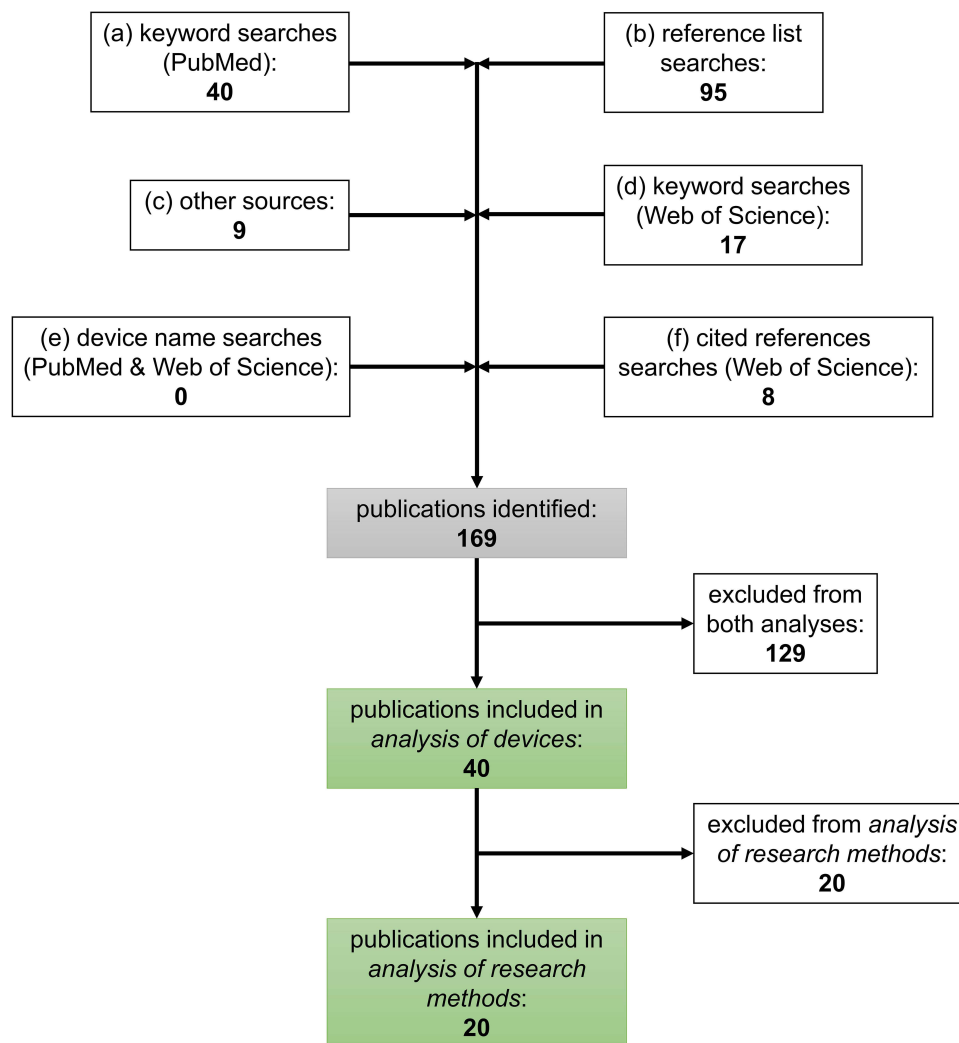 (a) keyword searches
(PubMed):
40
(b) reference list
searches:
95
(c) other sources:
9
(d) keyword searches
(Web of Science):
17
(e) device name searches
(PubMed & Web of Science):
0
(f) cited references
searches (Web of Science):
8
publications identified:
169
excluded from
both analyses:
129
publications included in
analysis of devices:
40
excluded from analysis
of research methods:
20
publications included in
analysis of research
methods:
20